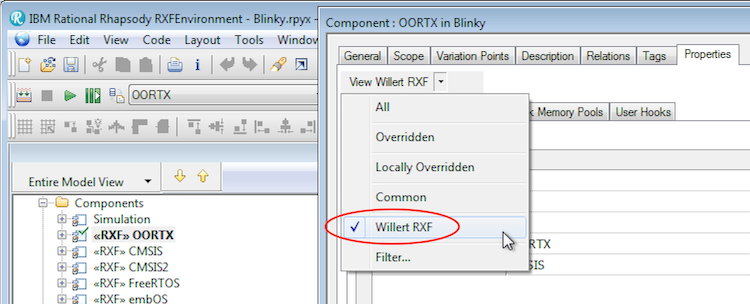 IBM Rational Rhapsody RXFEnvironment - Blinky.rpyx -
File Edit View Code Layout Tools Window
OORTX
Entire Model View
Components
Simulation
«RXF» OORTX
«RXF» CMSIS
«RXF» CMSIS2
«RXF» FreeRTOS
«RXF» embOS
Component : OORTX in Blinky
General Scope Variation Points Description Relations Tags Properties
View Willert RXF
All
Overridden
Locally Overridden
Common
Willert RXF
Filter...
Memory Pools User Hooks